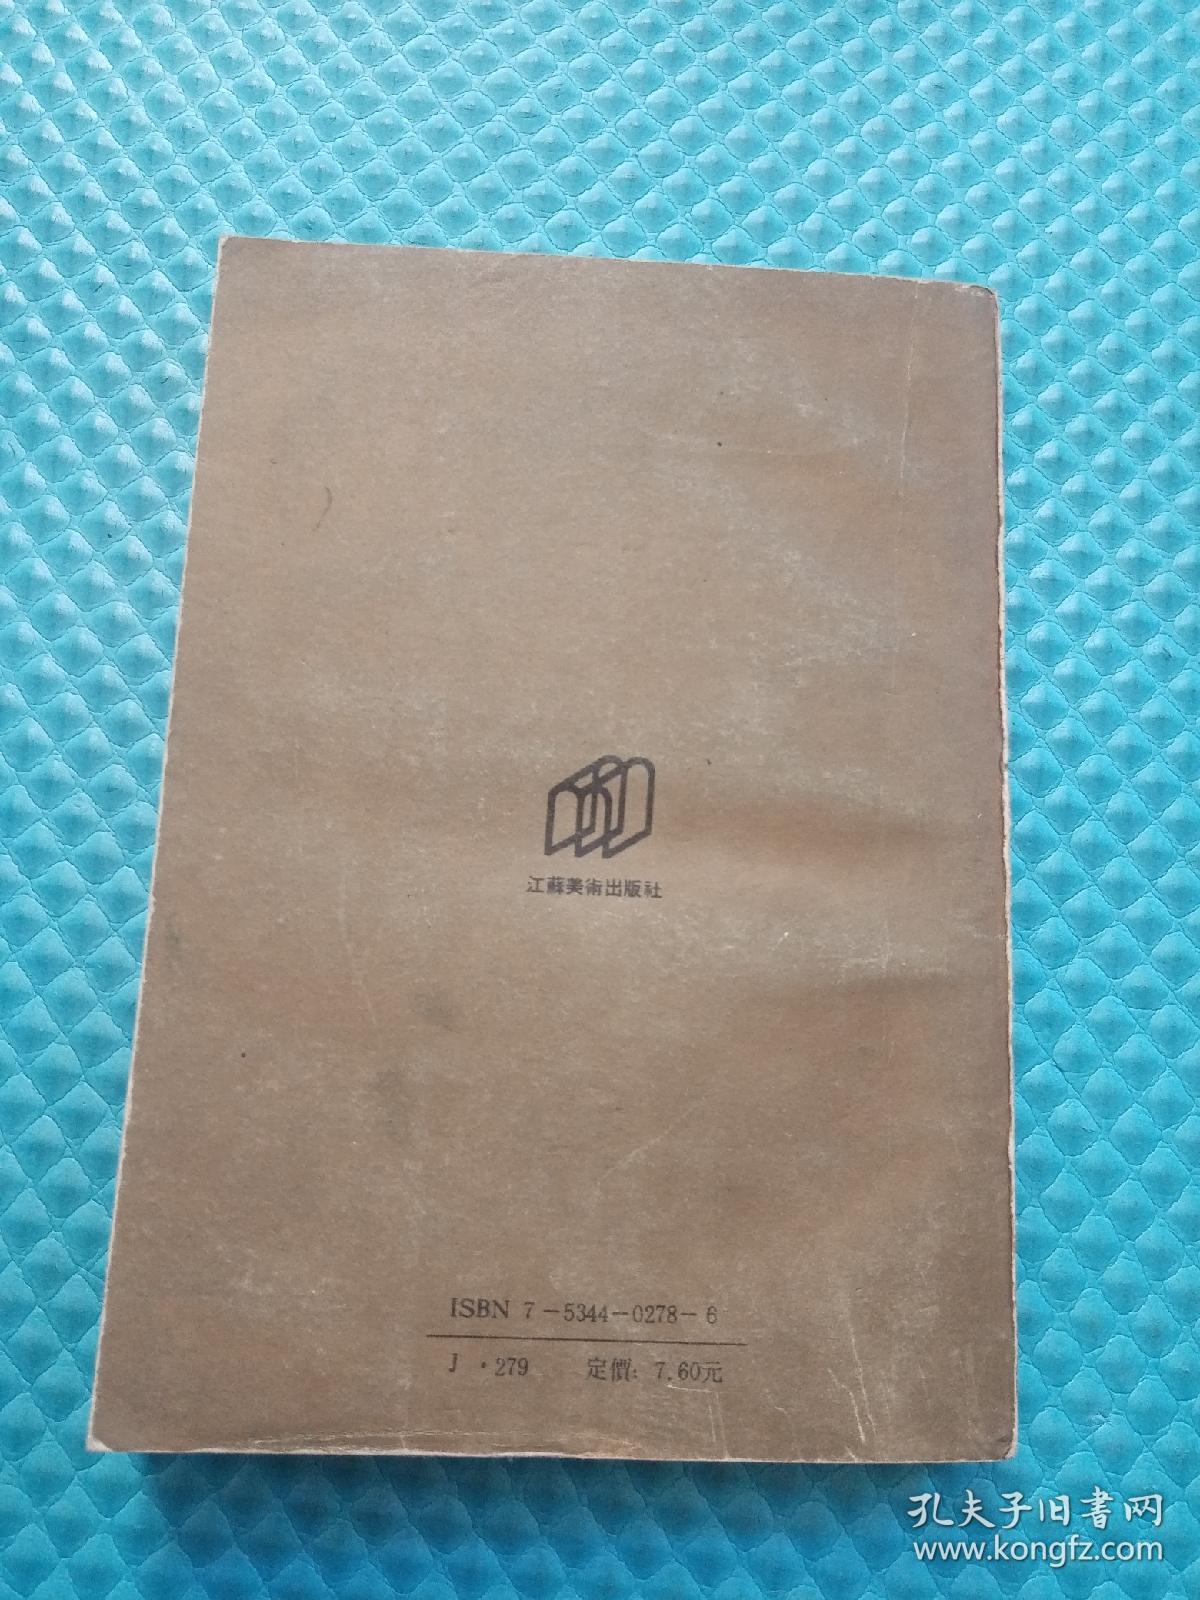 江蘇美術出版社
ISBN 7-5344-0278-6
J·279 定價: 7.60元
孔夫子旧書网
www.kongfz.com